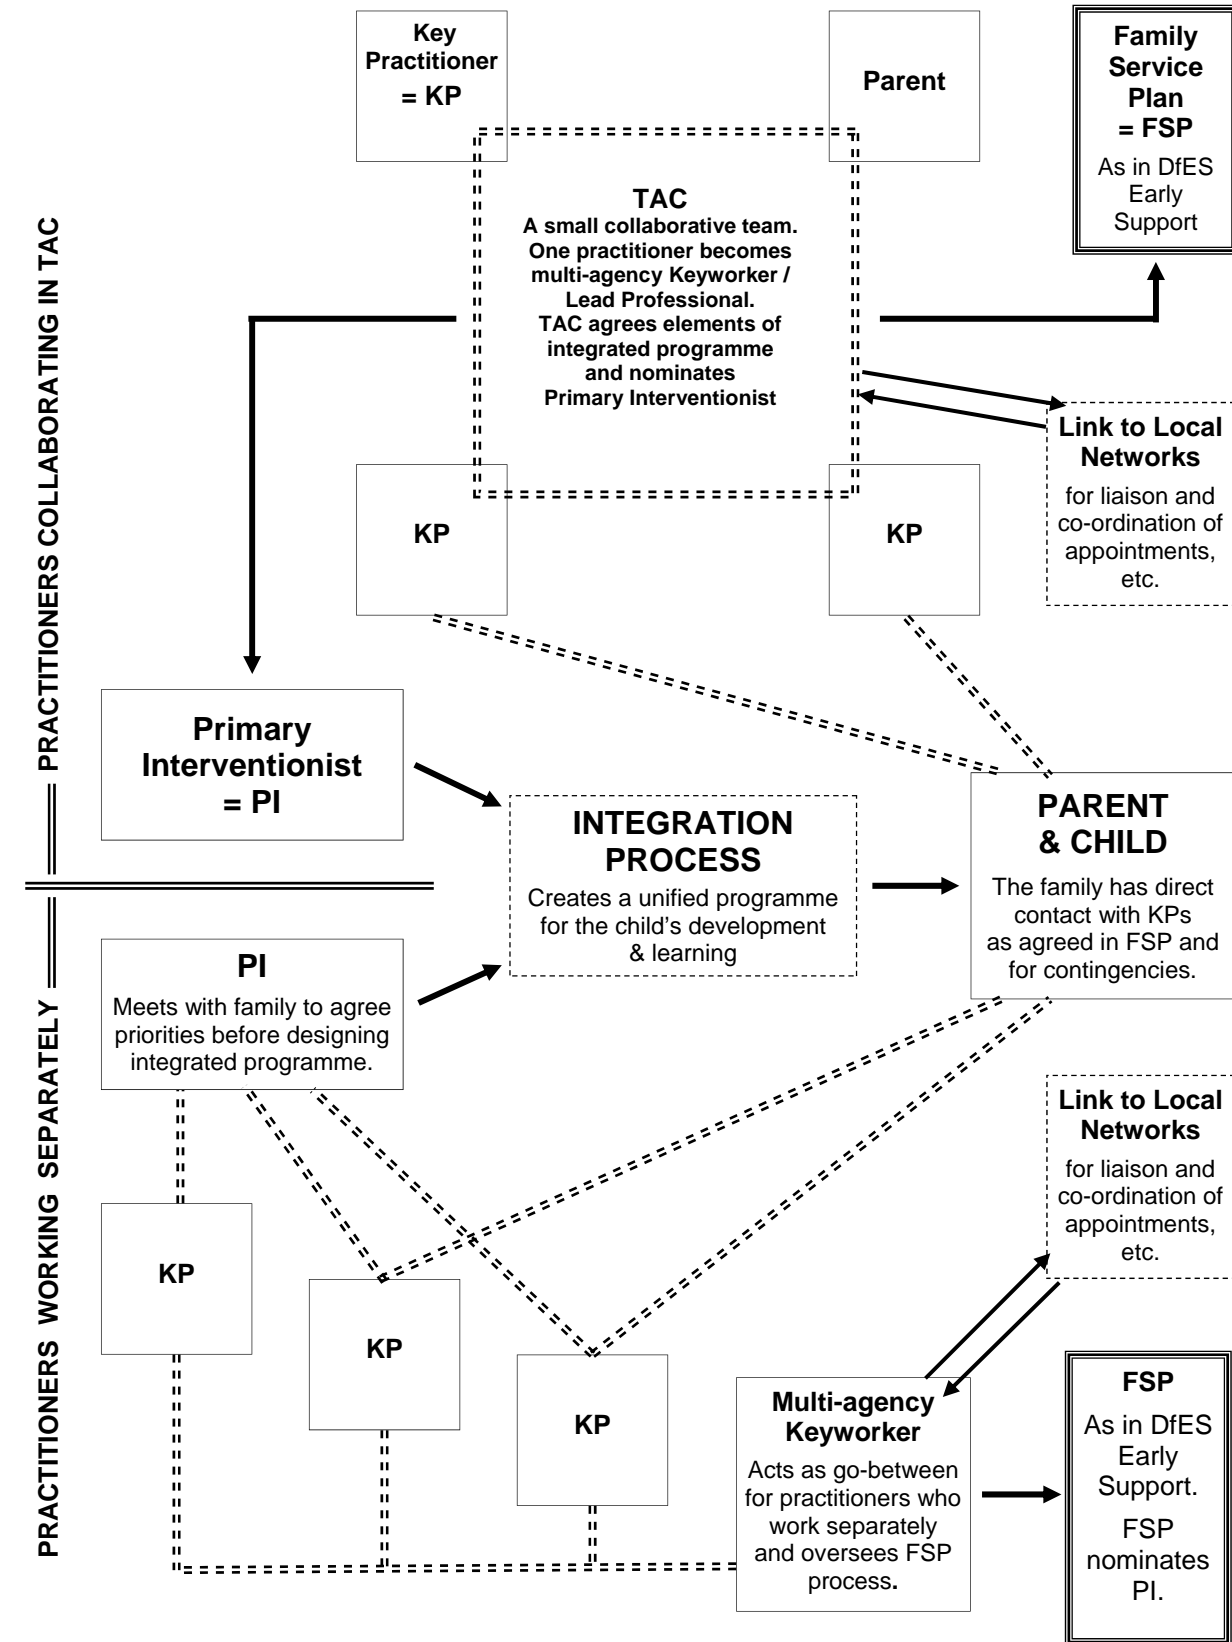 Key
Practitioner
= KP
Parent
Family
Service
Plan
= FSP
As in DfES
Early
Support
TAC
A small collaborative team.
One practitioner becomes
multi-agency Keyworker /
Lead Professional.
TAC agrees elements of
integrated programme
and nominates
Primary Interventionist
Link to Local
Networks
for liaison and
co-ordination of
appointments,
etc.
KP
KP
PRACTITIONERS COLLABORATING IN TAC
Primary
Interventionist
= PI
INTEGRATION
PROCESS
Creates a unified programme
for the child's development
& learning
PARENT
& CHILD
The family has direct
contact with KPs
as agreed in FSP and
for contingencies.
PRACTITIONERS WORKING SEPARATELY
PI
Meets with family to agree
priorities before designing
integrated programme.
Link to Local
Networks
for liaison and
co-ordination of
appointments,
etc.
KP
KP
KP
Multi-agency
Keyworker
Acts as go-between
for practitioners who
work separately
and oversees FSP
process.
FSP
As in DfES
Early
Support.
FSP
nominates
PI.